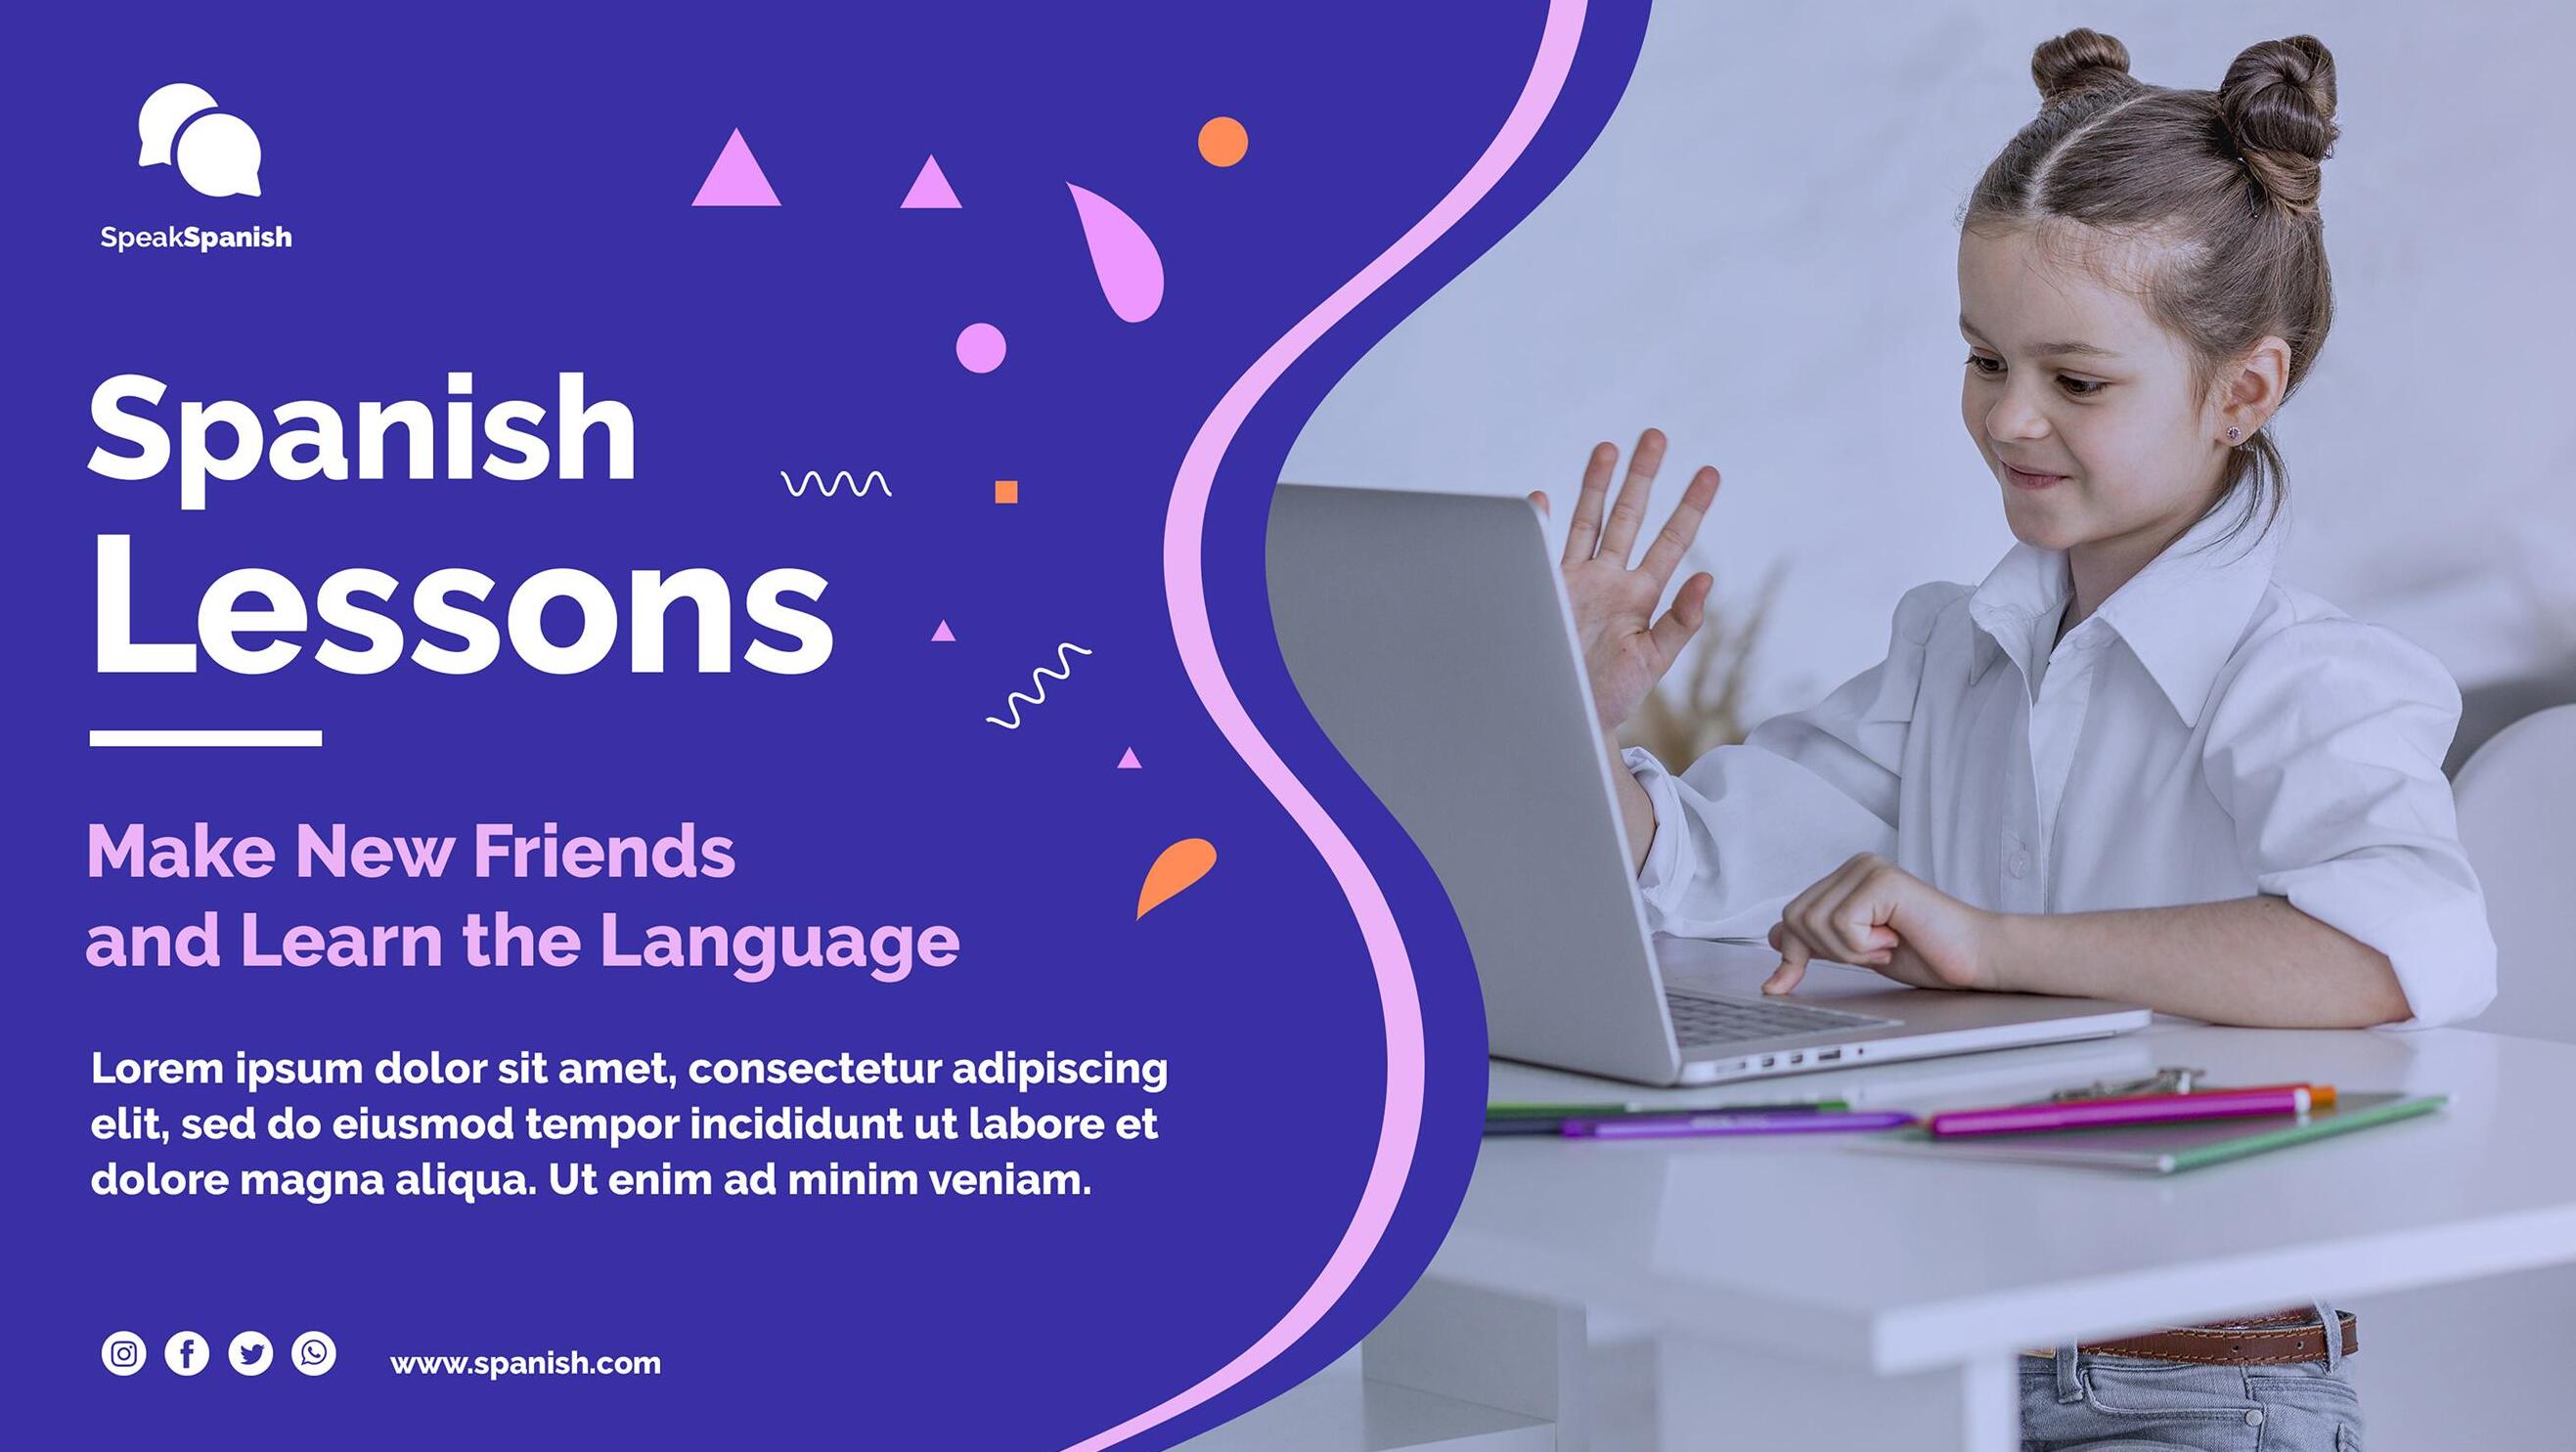 SpeakSpanish
Spanish
Lessons
Make New Friends
and Learn the Language
Lorem ipsum dolor sit amet, consectetur adipiscing
elit, sed do eiusmod tempor incididunt ut labore et
dolore magna aliqua. Ut enim ad minim veniam.
www.spanish.com